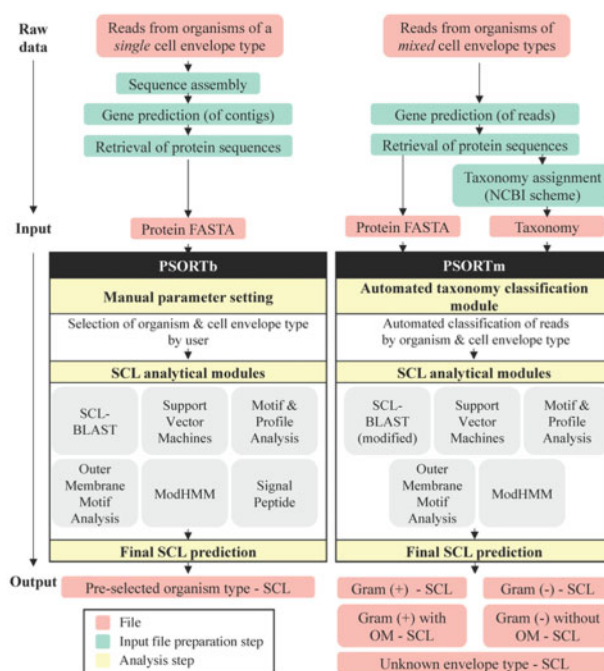 Raw
data
Reads from organisms of a
single cell envelope type
Sequence assembly
Gene prediction (of contigs)
Retrieval of protein sequences
Reads from organisms of
mixed cell envelope types
Gene prediction (of reads)
Retrieval of protein sequences
Taxonomy assignment
(NCBI scheme)
Input
Protein FASTA
Protein FASTA
Taxonomy
PSORTb
Manual parameter setting
Selection of organism & cell envelope type
by user
SCL analytical modules
SCL-
BLAST
Support
Vector
Machines
Motif &
Profile
Analysis
Outer
Membrane
Motif
Analysis
ModHMM
Signal
Peptide
Final SCL prediction
PSORTm
Automated taxonomy classification
module
Automated classification of reads
by organism & cell envelope type
SCL analytical modules
SCL-
BLAST
(modified)
Support
Vector
Machines
Motif &
Profile
Analysis
Outer
Membrane
Motif
Analysis
ModHMM
Final SCL prediction
Output
Pre-selected organism type - SCL
Gram (+) - SCL
Gram (-) - SCL
Gram (+) with
OM - SCL
Gram (-) without
OM - SCL
Unknown envelope type - SCL
File
Input file preparation step
Analysis step